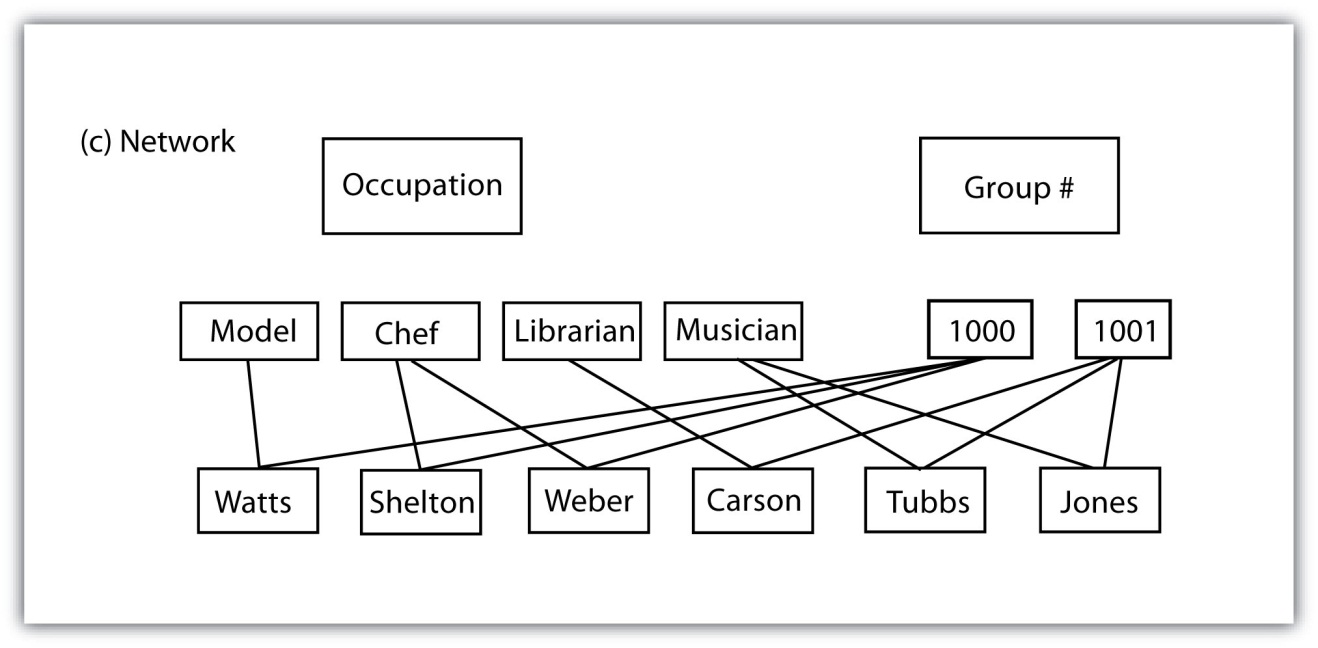 (c) Network
Occupation
Group #
Model
Chef
Librarian
Musician
1000
1001
Watts
Shelton
Weber
Carson
Tubbs
Jones